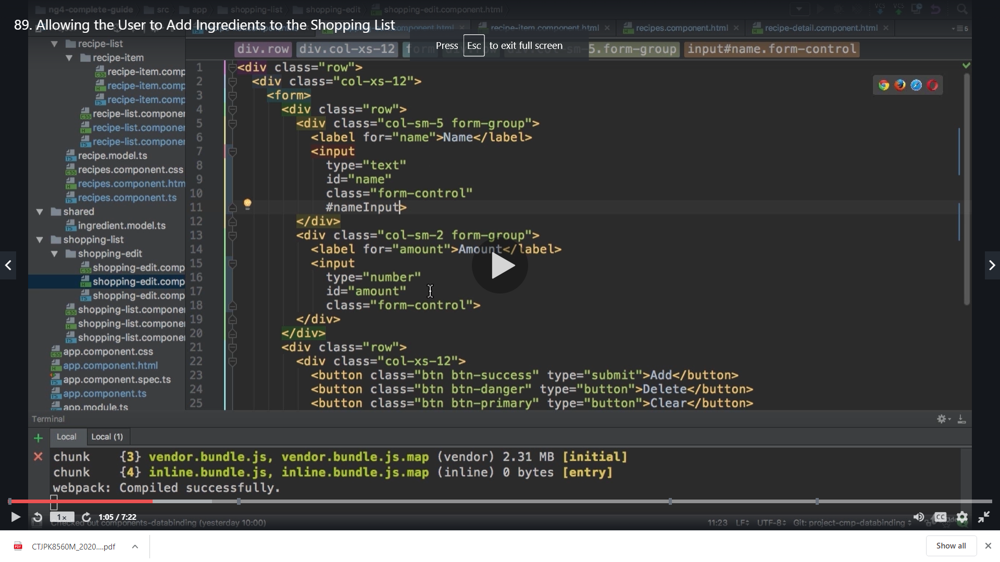 ng4-complete-guide src app shopping-list shopping-edit shopping-edit.component.html
89. Allowing the User to Add Ingredients to the Shopping List
recipe-item.component.html recipes.component.html recipe-detail.component.html 5
Press Esc to exit full screen
div.row div.col-xs-12 form 5.form-group input#name.form-control
recipe-list
recipe-item
recipe-item.comp
recipe-item.comp
recipe-item.comp
recipe-list.componen
recipe-list.componen
recipe-list.componen
recipe.model.ts
recipes.component.css
recipes.component.htm
recipes.component.ts
shared
ingredient.model.ts
shopping-list
shopping-edit
shopping-edit.comp
shopping-edit.comp
shopping-edit.comp
shopping-list.componen
shopping-list.componen
shopping-list.componen
app.component.css
app.component.html
app.component.spec.ts
app.component.ts
app.module.ts
1 <div class="row">
2 <div class="col-xs-12">
3 <form>
4 <div class="row">
5 <div class="col-sm-5 form-group">
6 <label for="name">Name</label>
7 <input
8 type="text"
9 id="name"
10 class="form-control"
11 #nameInput>
12 </div>
13 <div class="col-sm-2 form-group">
14 <label for="amount">Amount</label>
15 <input
16 type="number"
17 id="amount"
18 class="form-control">
19 </div>
20 </div>
21 <div class="row">
22 <div class="col-xs-12">
23 <button class="btn btn-success" type="submit">Add</button>
24 <button class="btn btn-danger" type="button">Delete</button>
25 <button class="btn btn-primary" type="button">Clear</button>
Terminal
Local Local (1)
chunk {3} vendor.bundle.js, vendor.bundle.js.map (vendor) 2.31 MB [initial]
chunk {4} inline.bundle.js, inline.bundle.js.map (inline) 0 bytes [entry]
webpack: Compiled successfully.
1x 1:05 / 7:22 CC
Checked out components-databinding (yesterday 10:00) 11:23 LF UTF-8 Git: project-cmp-databinding
PDF CTJPK8560M_2020....pdf Show all